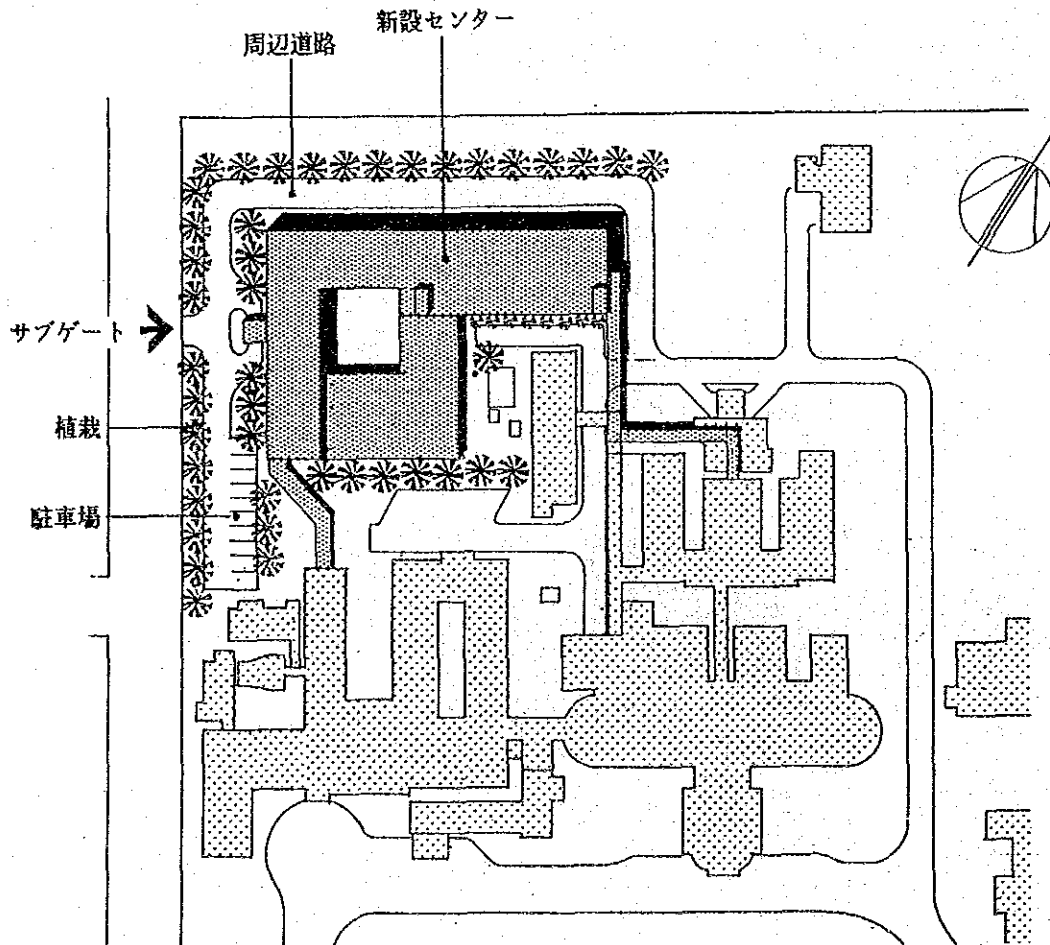 新設センター
周辺道路
サブゲート
植栽
駐車場